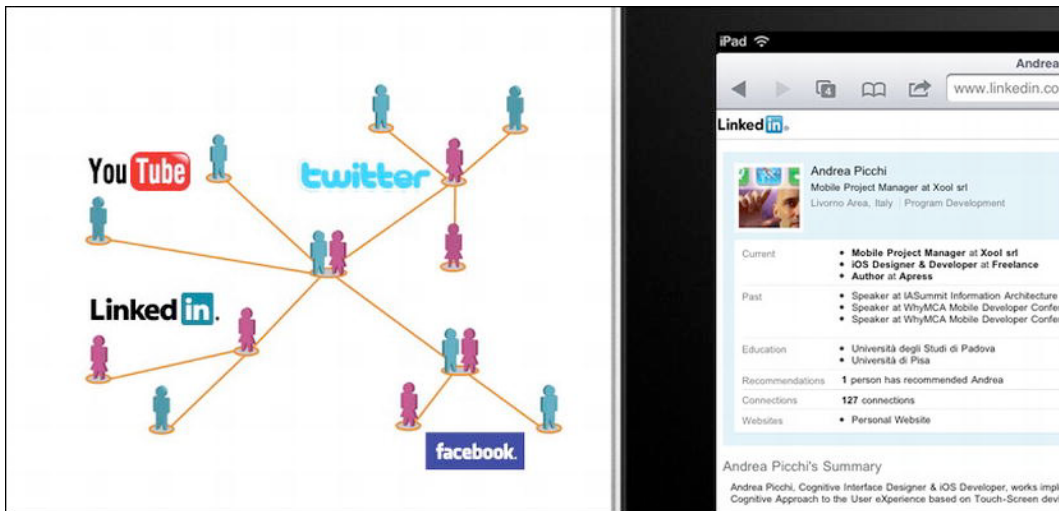 YouTube
twitter
LinkedIn.
facebook.
iPad
Andrea
4
www.linkedin.co
LinkedIn.
Andrea Picchi
Mobile Project Manager at Xool srl
Livorno Area, Italy | Program Development
Current
• Mobile Project Manager at Xool srl
• iOS Designer & Developer at Freelance
• Author at Apress
Past
• Speaker at IASummit Information Architecture
• Speaker at WhyMCA Mobile Developer Confe
• Speaker at WhyMCA Mobile Developer Confe
Education
• Università degli Studi di Padova
• Università di Pisa
Recommendations 1 person has recommended Andrea
Connections 127 connections
Websites • Personal Website
Andrea Picchi's Summary
Andrea Picchi, Cognitive Interface Designer & iOS Developer, works impl
Cognitive Approach to the User eXperience based on Touch-Screen devi